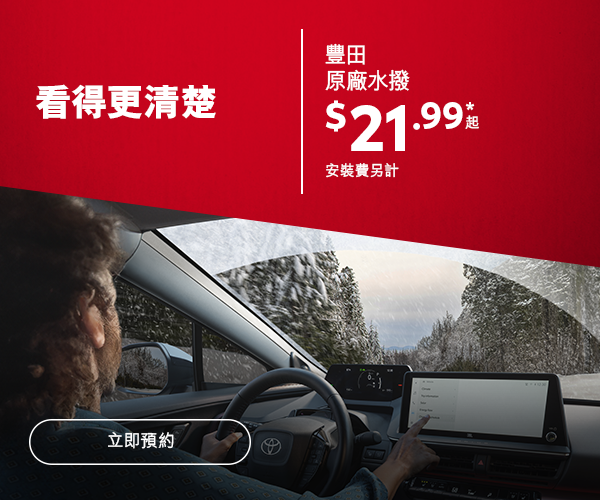 看得更清楚
豐田
原廠水撥
$21.99*起
安裝費另計
立即預約